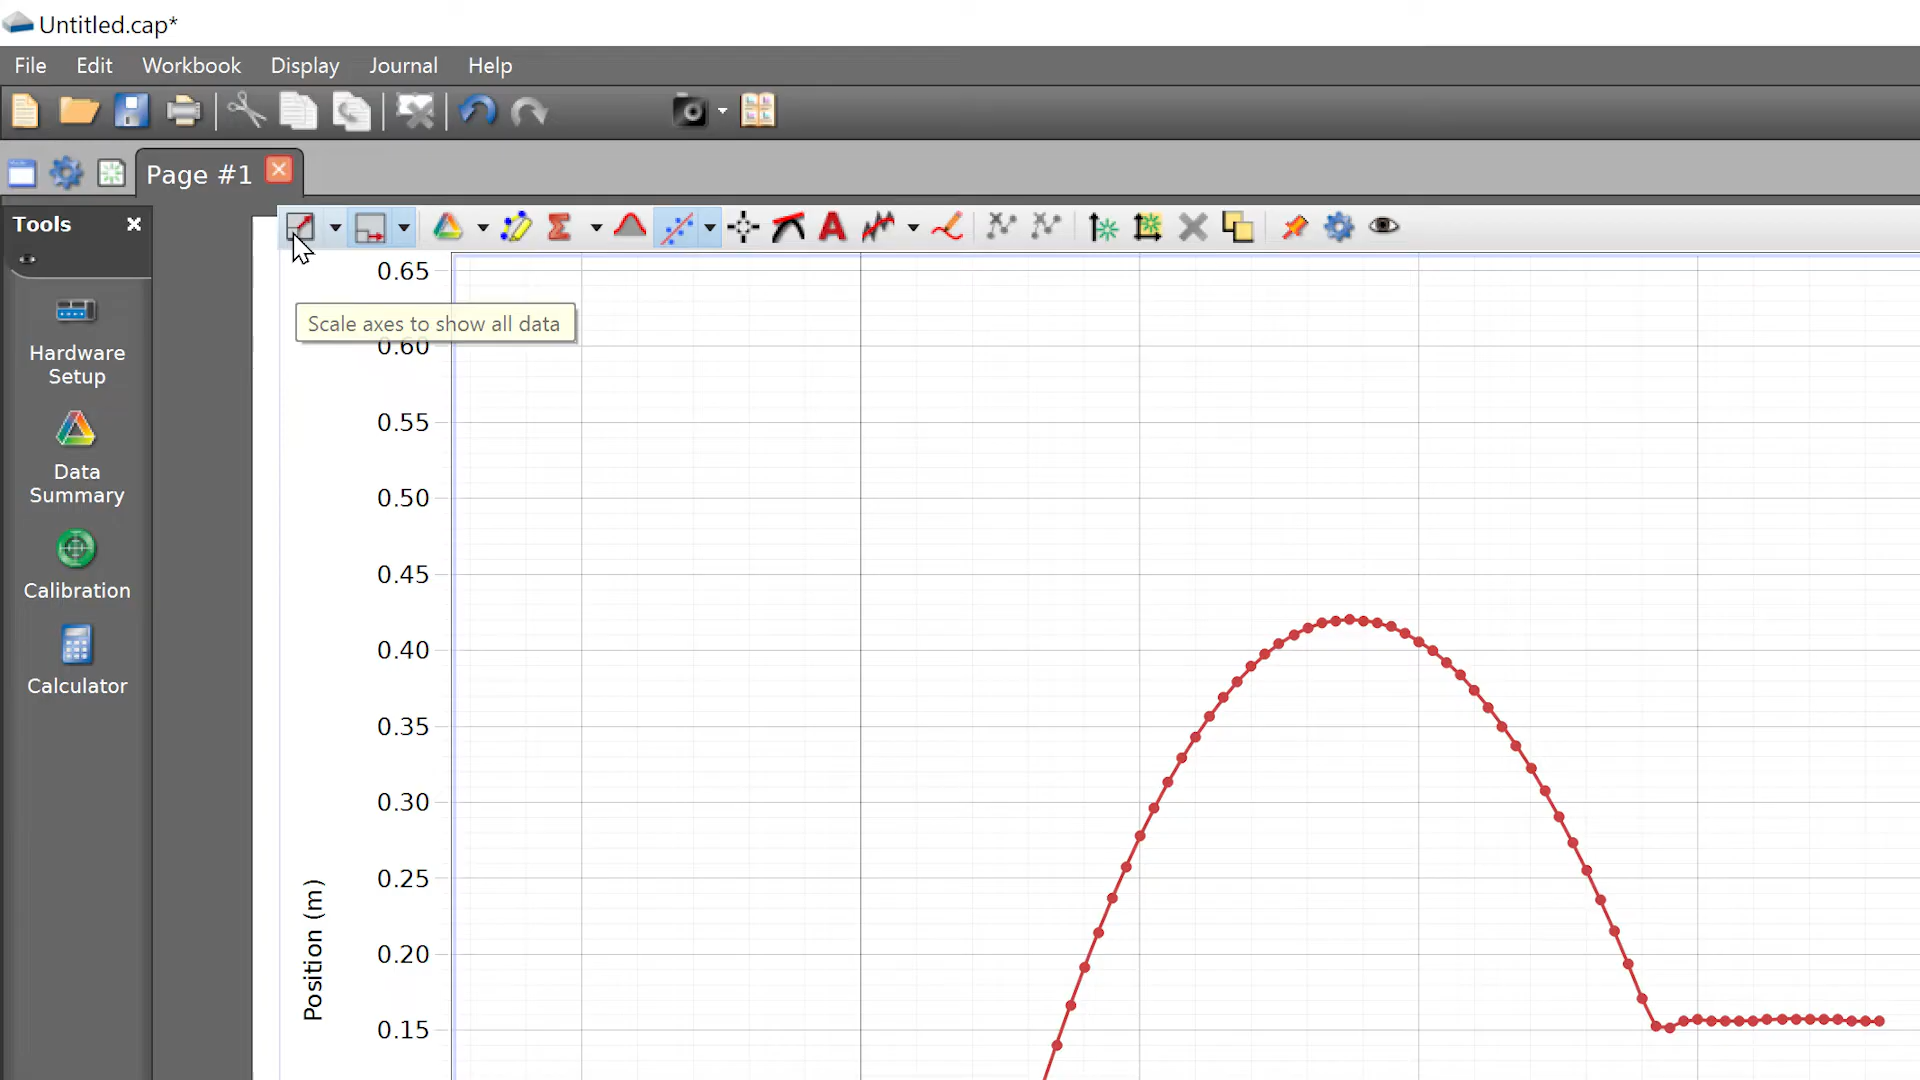 Untitled.cap*
File Edit Workbook Display Journal Help
Page #1
Tools
Hardware
Setup
Data
Summary
Calibration
Calculator
Scale axes to show all data
0.65
0.60
0.55
0.50
0.45
0.40
0.35
0.30
0.25
0.20
0.15
Position (m)